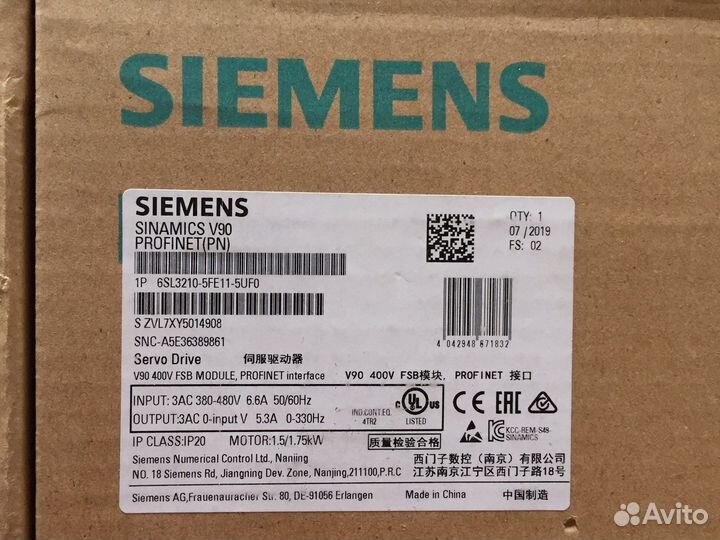 SIEMENS
SIEMENS
SINAMICS V90
PROFINET(PN)
QTY: 1
07 / 2019
FS: 02
1P 6SL3210-5FE11-5UF0
S ZVL7XY5014908
SNC-A5E36389861
4 042948 671832
Servo Drive 伺服驱动器
V90 400V FSB MODULE, PROFINET interface V90 400V FSB模块, PROFINET 接口
INPUT: 3AC 380-480V 6.6A 50/60Hz
OUTPUT:3AC 0-input V 5.3A 0-330Hz
c UL US
LISTED
IND.CONT.EQ.
4TR2
CE EAC
KCC-REM-S49-
SINAMICS
IP CLASS:IP20 MOTOR:1.5/1.75kW 质量检验合格
Siemens Numerical Control Ltd., Nanjing 西门子数控（南京）有限公司
NO. 18 Siemens Rd, Jiangning Dev. Zone, Nanjing,211100,P.R.C 江苏南京江宁区西门子路18号
Siemens AG,Frauenauracher Str. 80, DE-91056 Erlangen Made in China 中国制造
Avito